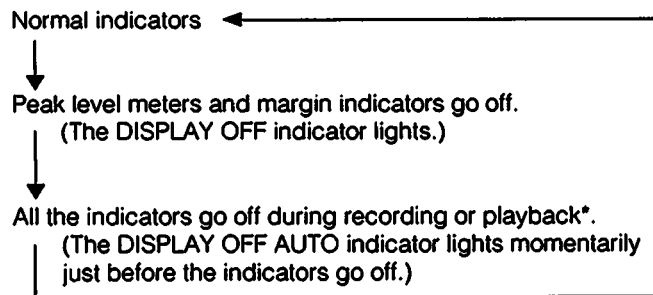 Normal indicators
Peak level meters and margin indicators go off.
(The DISPLAY OFF indicator lights.)
All the indicators go off during recording or playback*.
(The DISPLAY OFF AUTO indicator lights momentarily
just before the indicators go off.)